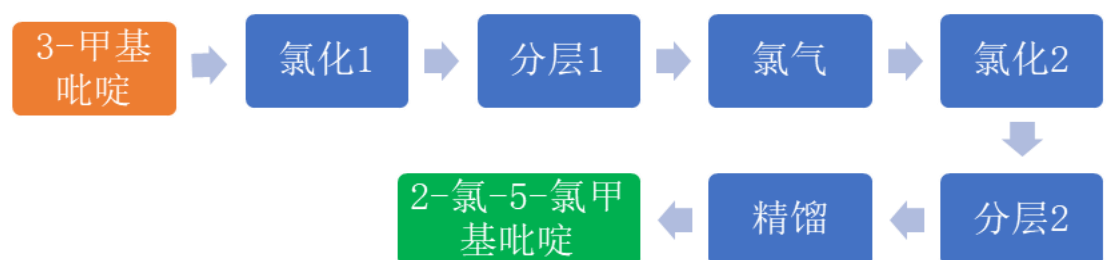 3-甲基
吡啶
氯化1
分层1
氯气
氯化2
分层2
精馏
2-氯-5-氯甲
基吡啶